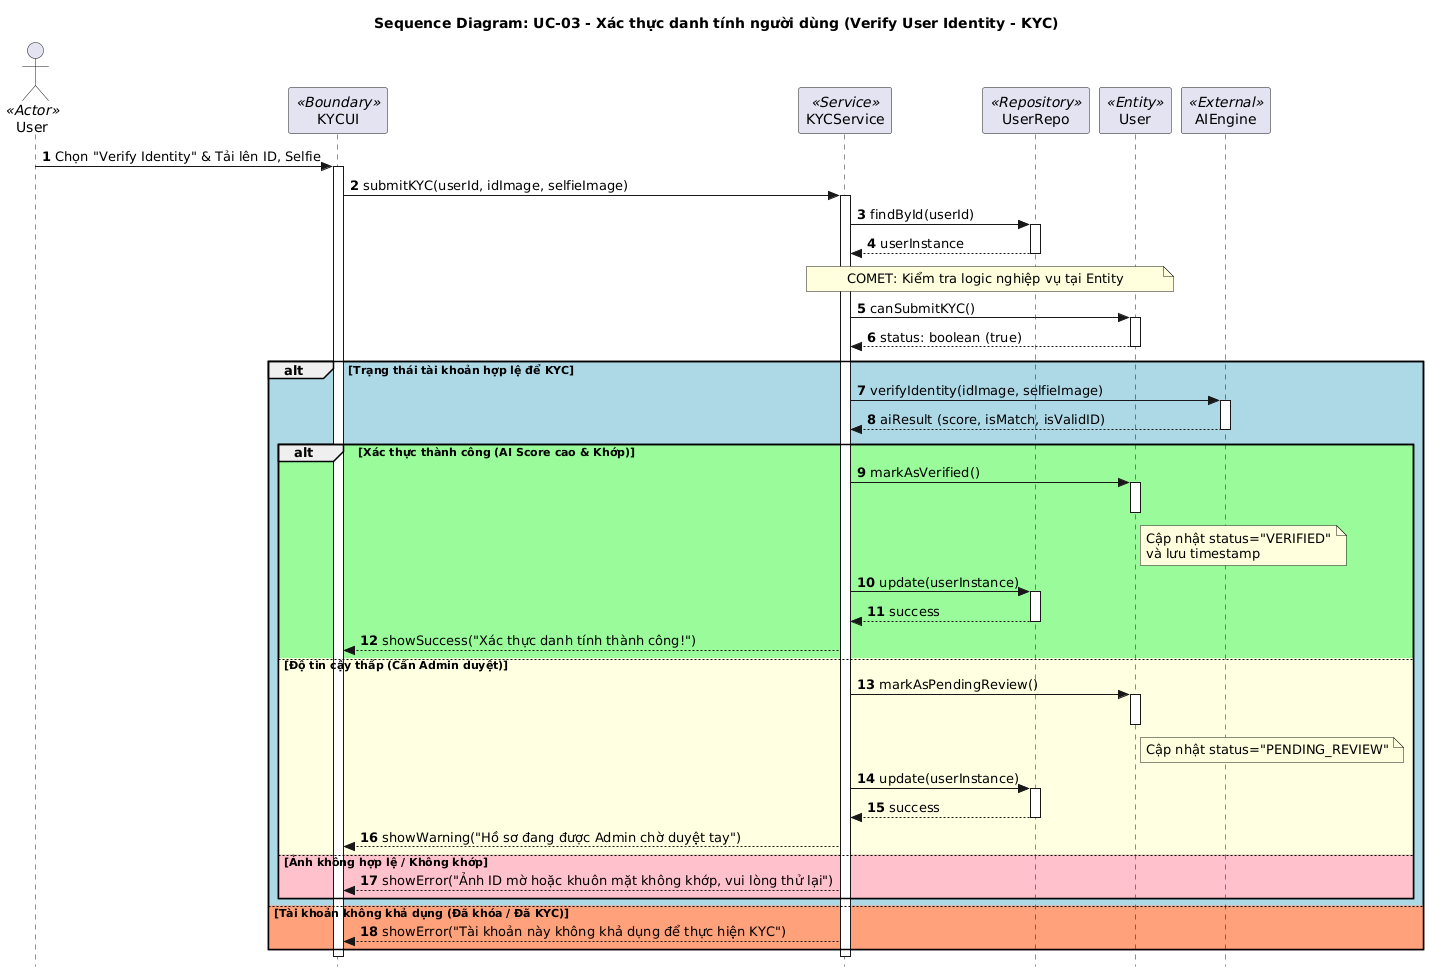 Sequence Diagram: UC-03 - Xác thực danh tính người dùng (Verify User Identity - KYC)
«Actor»
User
«Boundary»
KYCUI
«Service»
KYCService
«Repository»
UserRepo
«Entity»
User
«External»
AIEngine
1 Chọn "Verify Identity" & Tải lên ID, Selfie
2 submitKYC(userId, idImage, selfieImage)
3 findById(userId)
4 userInstance
COMET: Kiểm tra logic nghiệp vụ tại Entity
5 canSubmitKYC()
6 status: boolean (true)
alt [Trạng thái tài khoản hợp lệ để KYC]
7 verifyIdentity(idImage, selfieImage)
8 aiResult (score, isMatch, isValidID)
alt [Xác thực thành công (AI Score cao & Khớp)]
9 markAsVerified()
Cập nhật status="VERIFIED"
và lưu timestamp
10 update(userInstance)
11 success
12 showSuccess("Xác thực danh tính thành công!")
[Độ tin cậy thấp (Cần Admin duyệt)]
13 markAsPendingReview()
Cập nhật status="PENDING_REVIEW"
14 update(userInstance)
15 success
16 showWarning("Hồ sơ đang được Admin chờ duyệt tay")
[Ảnh không hợp lệ / Không khớp]
17 showError("Ảnh ID mờ hoặc khuôn mặt không khớp, vui lòng thử lại")
[Tài khoản không khả dụng (Đã khóa / Đã KYC)]
18 showError("Tài khoản này không khả dụng để thực hiện KYC")